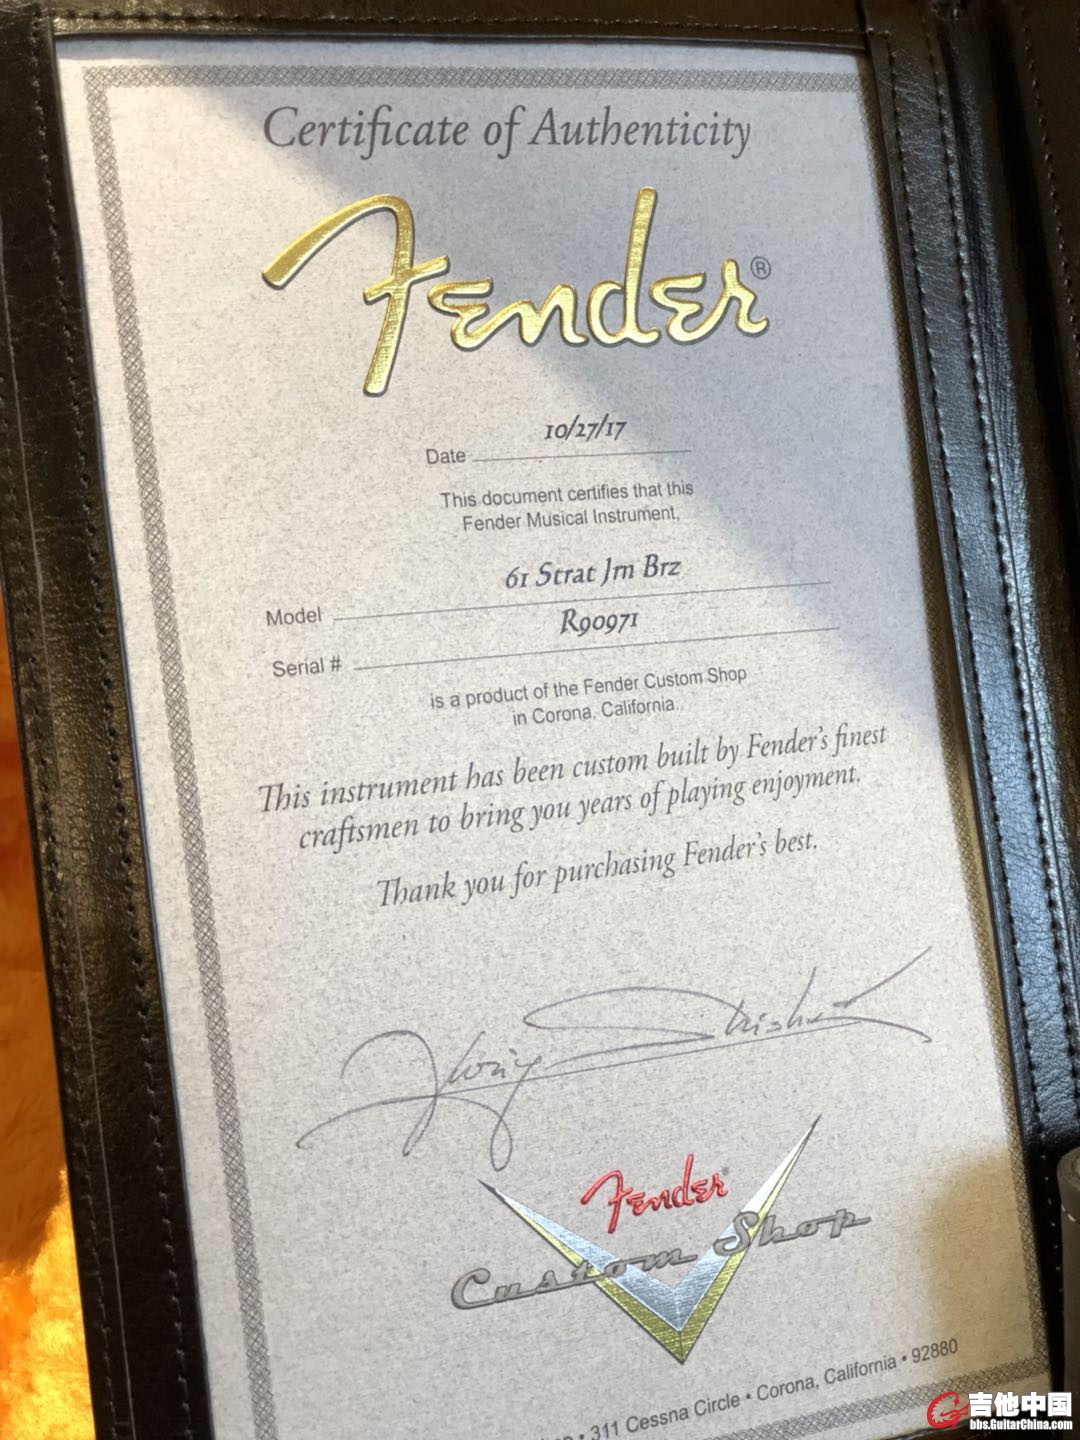 Certificate of Authenticity
Fender®
10/27/17
Date
This document certifies that this
Fender Musical Instrument,
61 Strat Jrn Brz
Model
R90971
Serial #
is a product of the Fender Custom Shop
in Corona, California.
This instrument has been custom built by Fender's finest
craftsmen to bring you years of playing enjoyment.
Thank you for purchasing Fender's best.
Fender®
Custom Shop
• 311 Cessna Circle • Corona, California • 92880
吉他中国
bbs.GuitarChina.com